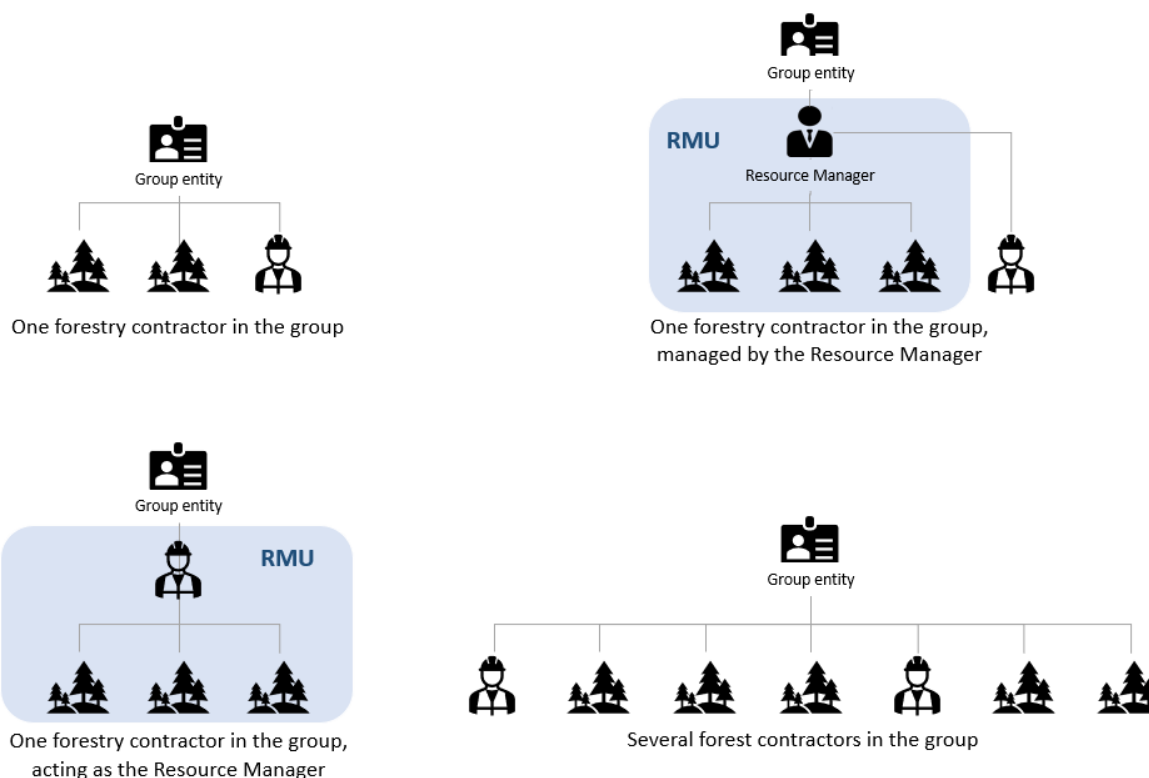 Group entity
One forestry contractor in the group
Group entity
RMU
Resource Manager
One forestry contractor in the group,
managed by the Resource Manager
Group entity
RMU
One forestry contractor in the group,
acting as the Resource Manager
Group entity
Several forest contractors in the group